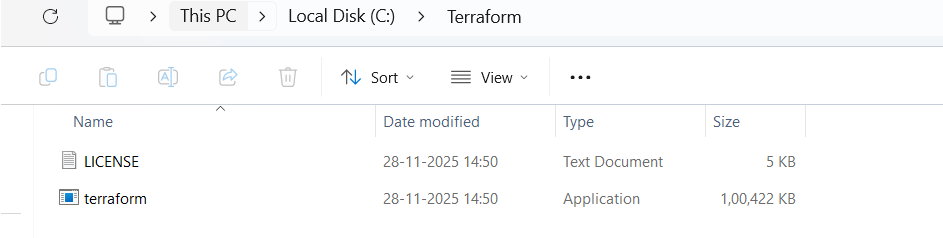 This PC Local Disk (C:) Terraform
Sort View
Name Date modified Type Size
LICENSE 28-11-2025 14:50 Text Document 5 KB
terraform 28-11-2025 14:50 Application 1,00,422 KB